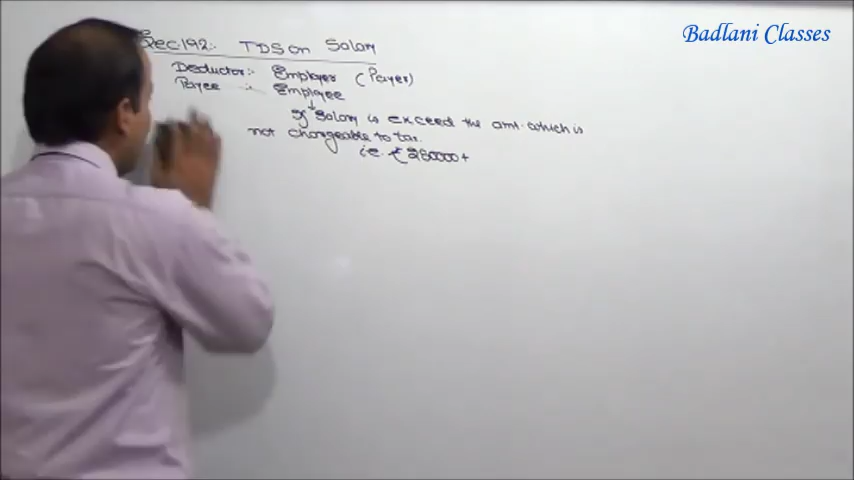 Badlani Classes
Sec.192:. TDS on Salary
Deductor:. Employer (Payer)
Payee :. Employee
If Salary is exceed the amt. which is
not chargeable to tax.
i.e. ₹ 250000+